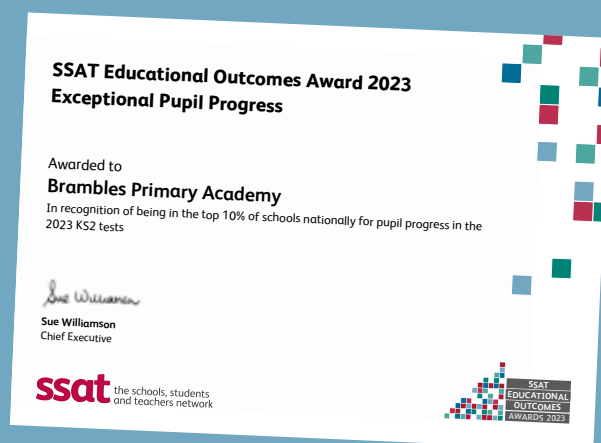 SSAT Educational Outcomes Award 2023
Exceptional Pupil Progress
Awarded to
Brambles Primary Academy
In recognition of being in the top 10% of schools nationally for pupil progress in the
2023 KS2 tests
Sue Williamson
Sue Williamson
Chief Executive
ssat the schools, students
and teachers network
SSAT
EDUCATIONAL
OUTCOMES
AWARDS 2023